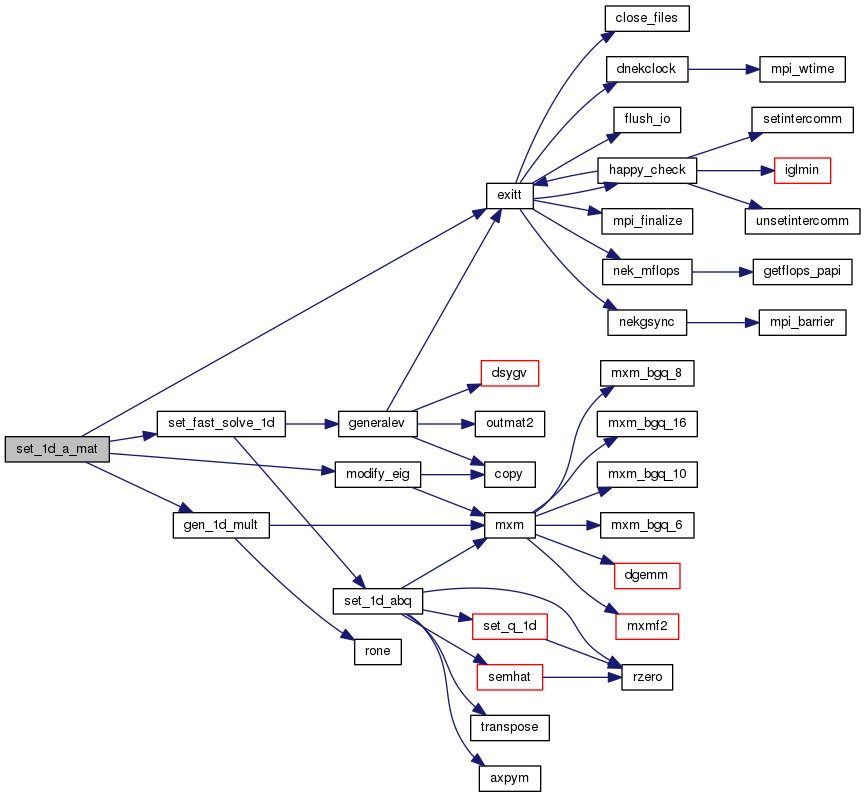 close_files
dnekclock
mpi_wtime
flush_io
setintercomm
happy_check
iglmin
exitt
mpi_finalize
unsetintercomm
nek_mflops
getflops_papi
nekgsync
mpi_barrier
dsygv
mxm_bgq_8
set_fast_solve_1d
generalev
outmat2
mxm_bgq_16
set_1d_a_mat
modify_eig
copy
mxm_bgq_10
gen_1d_mult
mxm
mxm_bgq_6
dgemm
set_1d_abq
set_q_1d
mxmf2
rone
semhat
rzero
transpose
axpym